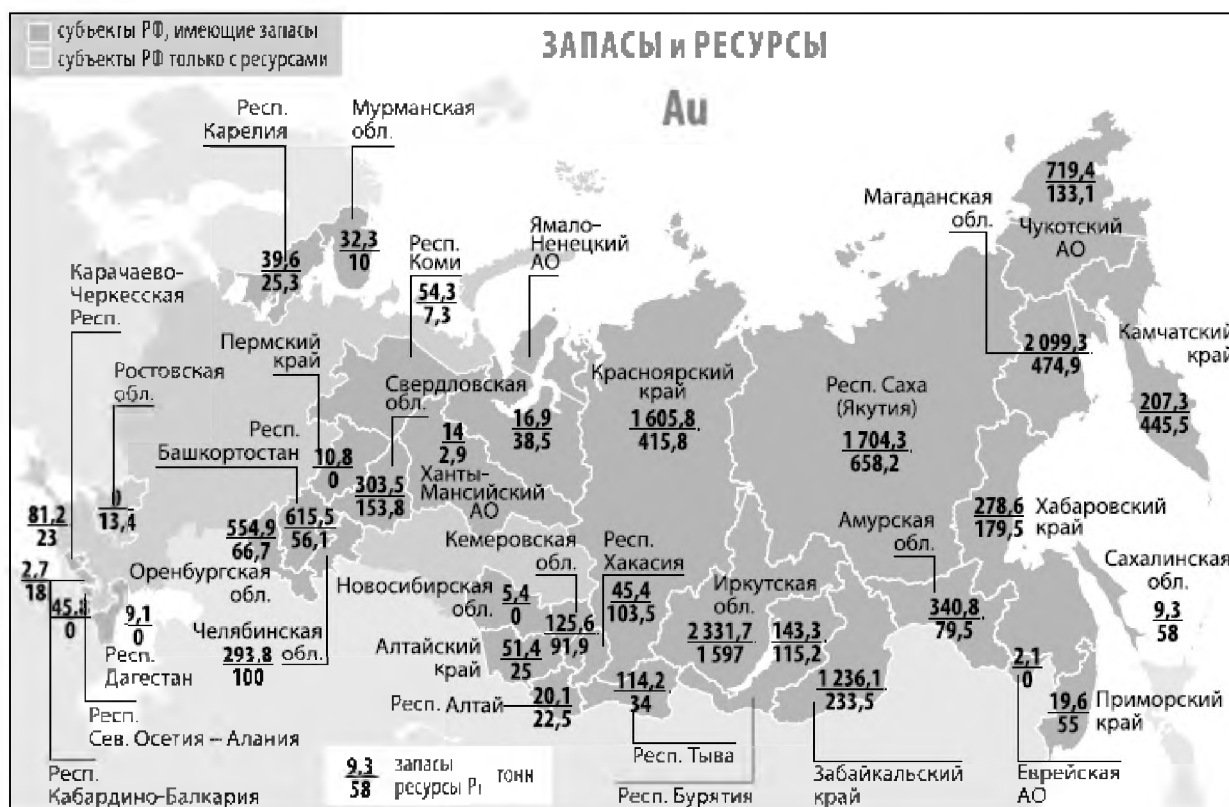 субъекты РФ, имеющие запасы
субъекты РФ только с ресурсами
ЗАПАСЫ и РЕСУРСЫ
Au
Респ.
Карелия
39,6
25,3
Мурманская
обл.
32,3
10
Респ.
Коми
54,3
7,3
Ямало-
Ненецкий
АО
16,9
38,5
Магаданская
обл.
2 099,3
474,9
719,4
133,1
Чукотский
АО
Камчатский
край
207,3
445,5
Карачаево-
Черкесская
Респ.
81,2
23
Пермский
край
10,8
0
Ростовская
обл.
0
13,4
Свердловская
обл.
303,5
153,8
Красноярский
край
1 605,8
415,8
Респ. Саха
(Якутия)
1 704,3
658,2
Респ.
Башкортостан
615,5
56,1
14
2,9
Ханты-
Мансийский
АО
554,9
66,7
Оренбургская
обл.
Амурская
обл.
340,8
79,5
278,6
179,5
Хабаровский
край
Кемеровская
обл.
125,6
91,9
Респ.
Хакасия
45,4
103,5
Новосибирская
обл.
5,4
0
Иркутская
обл.
2 331,7
1 597
143,3
115,2
Сахалинская
обл.
9,3
58
2,7
18
45,8
0
9,1
0
Респ.
Дагестан
Челябинская
обл.
293,8
100
Алтайский
край
51,4
25
Респ. Алтай
20,1
22,5
114,2
34
1 236,1
233,5
2,1
0
19,6
55
Приморский
край
Респ.
Сев. Осетия – Алания
Респ.
Кабардино-Балкария
9,3
58
запасы
ресурсы P₁
тонн
Респ. Тыва
Респ. Бурятия
Забайкальский
край
Еврейская
АО